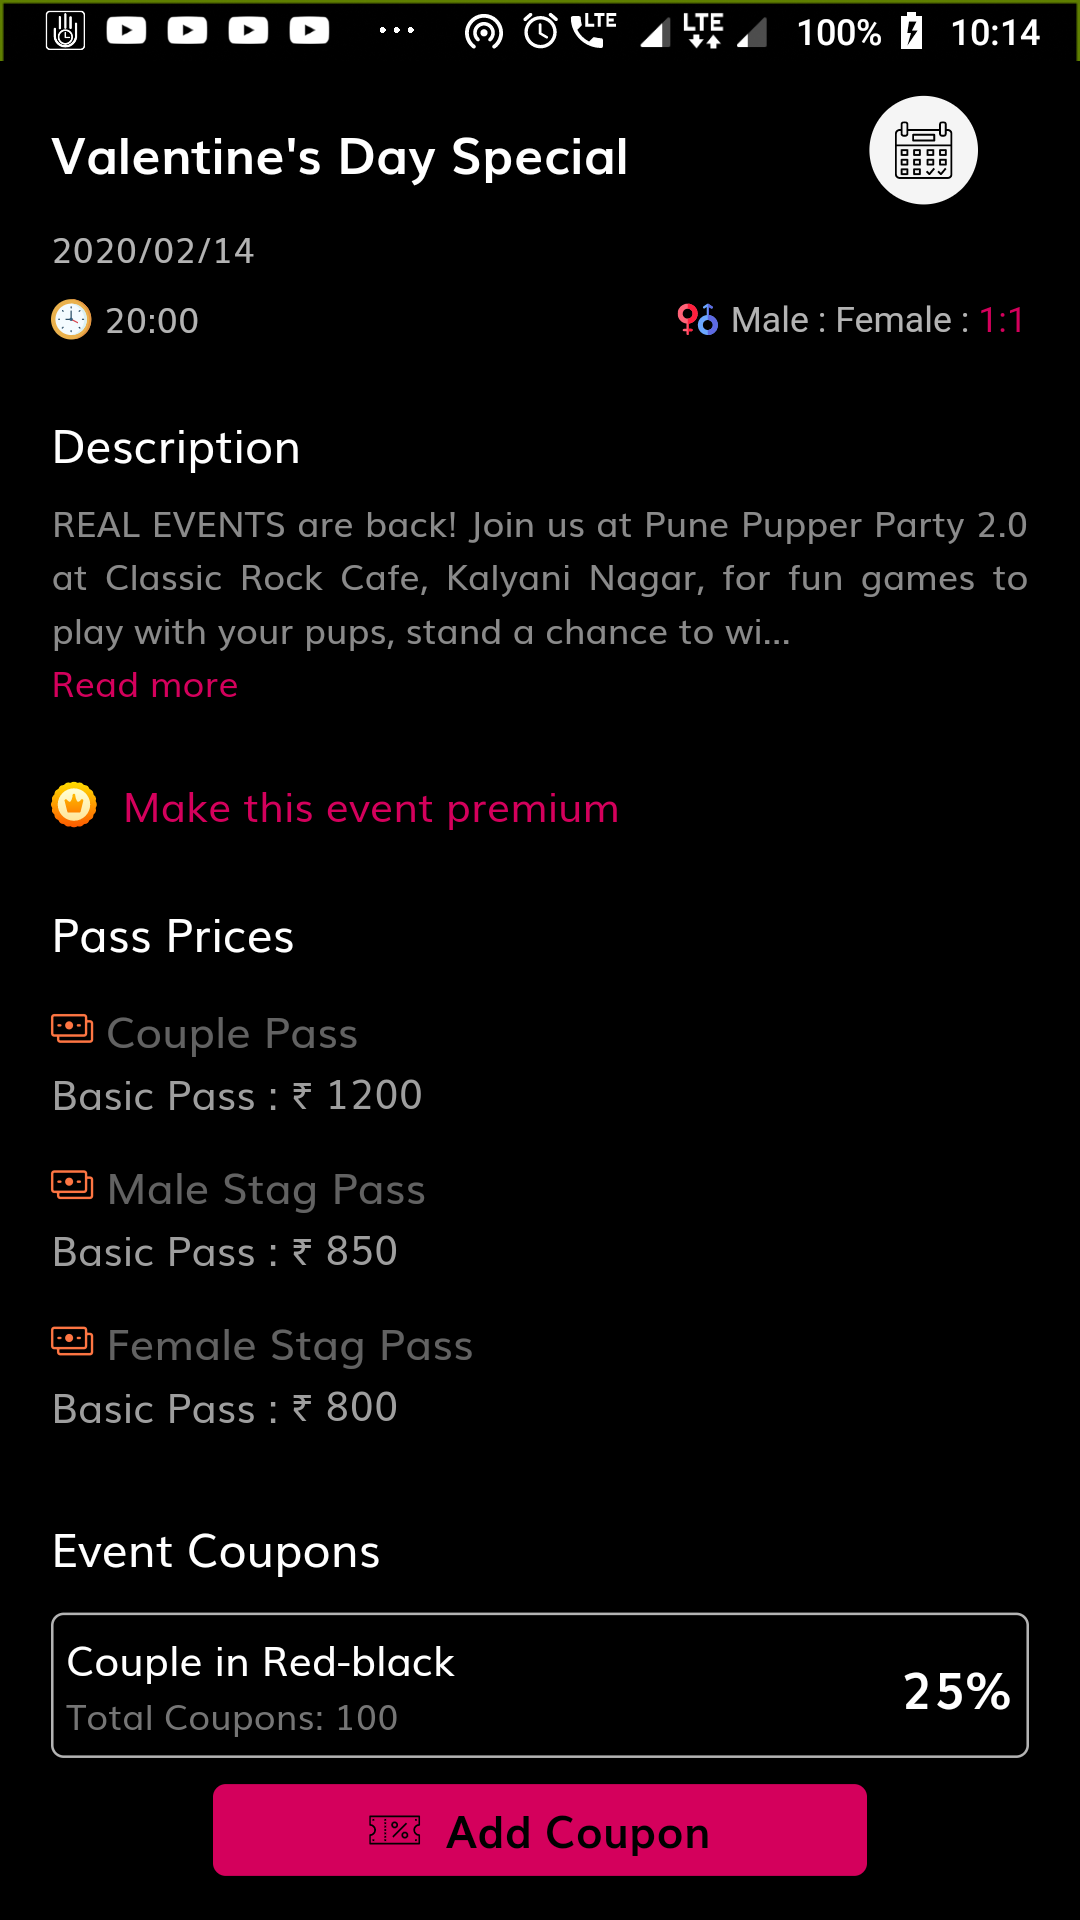 LTE LTE 100% 10:14
Valentine's Day Special
2020/02/14
20:00 Male : Female : 1:1
Description
REAL EVENTS are back! Join us at Pune Pupper Party 2.0
at Classic Rock Cafe, Kalyani Nagar, for fun games to
play with your pups, stand a chance to wi...
Read more
Make this event premium
Pass Prices
Couple Pass
Basic Pass : ₹ 1200
Male Stag Pass
Basic Pass : ₹ 850
Female Stag Pass
Basic Pass : ₹ 800
Event Coupons
Couple in Red-black
25%
Total Coupons: 100
Add Coupon